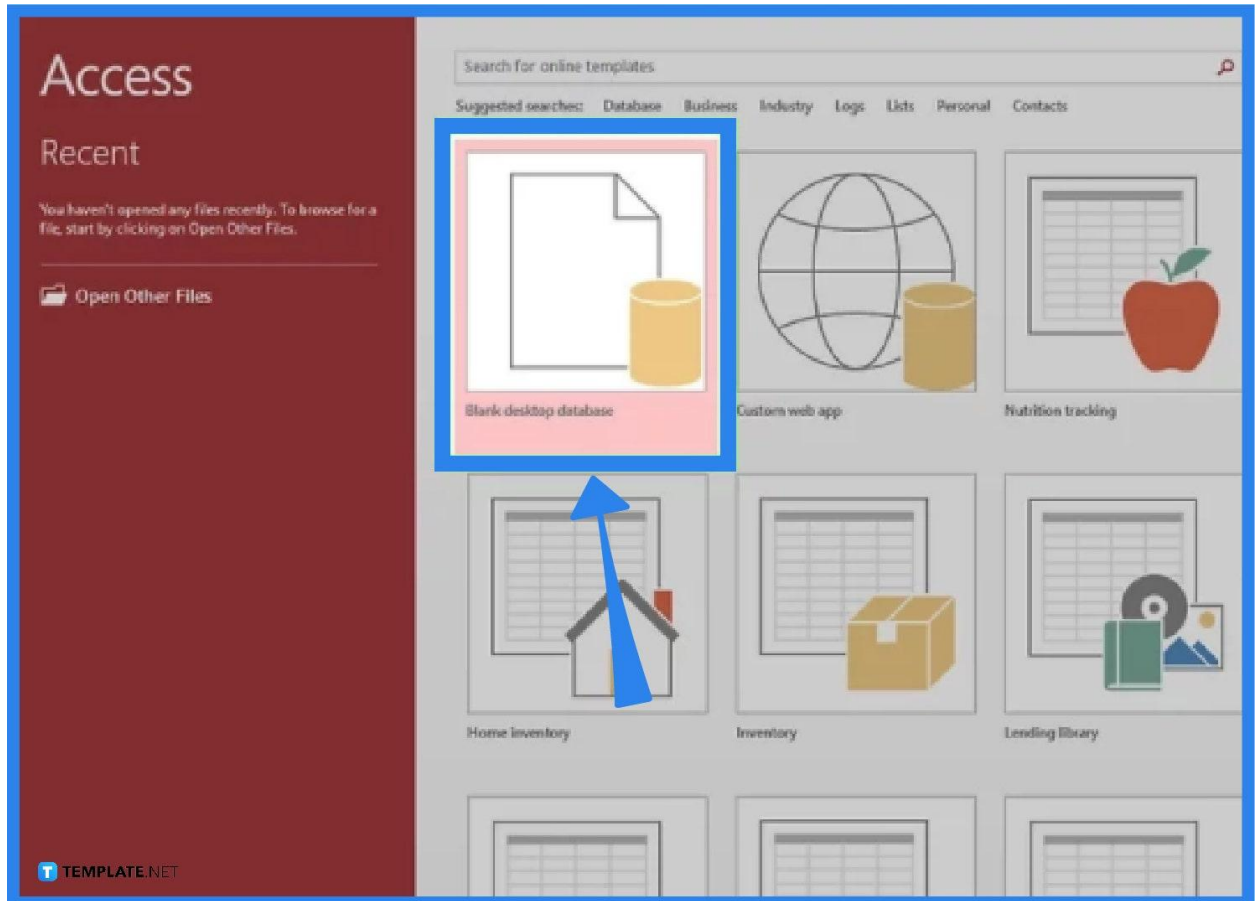 Access
Recent
You haven't opened any files recently. To browse for a
file, start by clicking on Open Other Files.
Open Other Files
Search for online templates
Suggested searches: Database Business Industry Logs Lists Personal Contacts
Blank desktop database
Custom web app
Nutrition tracking
Home inventory
Inventory
Lending library
T TEMPLATE.NET